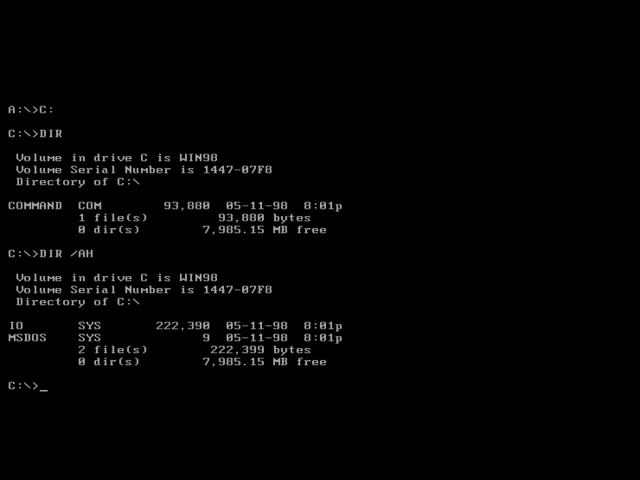 A:\>C:
C:\>DIR
Volume in drive C is WIN98
Volume Serial Number is 1447-07F8
Directory of C:\
COMMAND  COM        93,880  05-11-98  8:01p
         1 file(s)         93,880 bytes
         0 dir(s)       7,985.15 MB free
C:\>DIR /AH
Volume in drive C is WIN98
Volume Serial Number is 1447-07F8
Directory of C:\
IO       SYS       222,390  05-11-98  8:01p
MSDOS    SYS             9  05-11-98  8:01p
         2 file(s)        222,399 bytes
         0 dir(s)       7,985.15 MB free
C:\>_